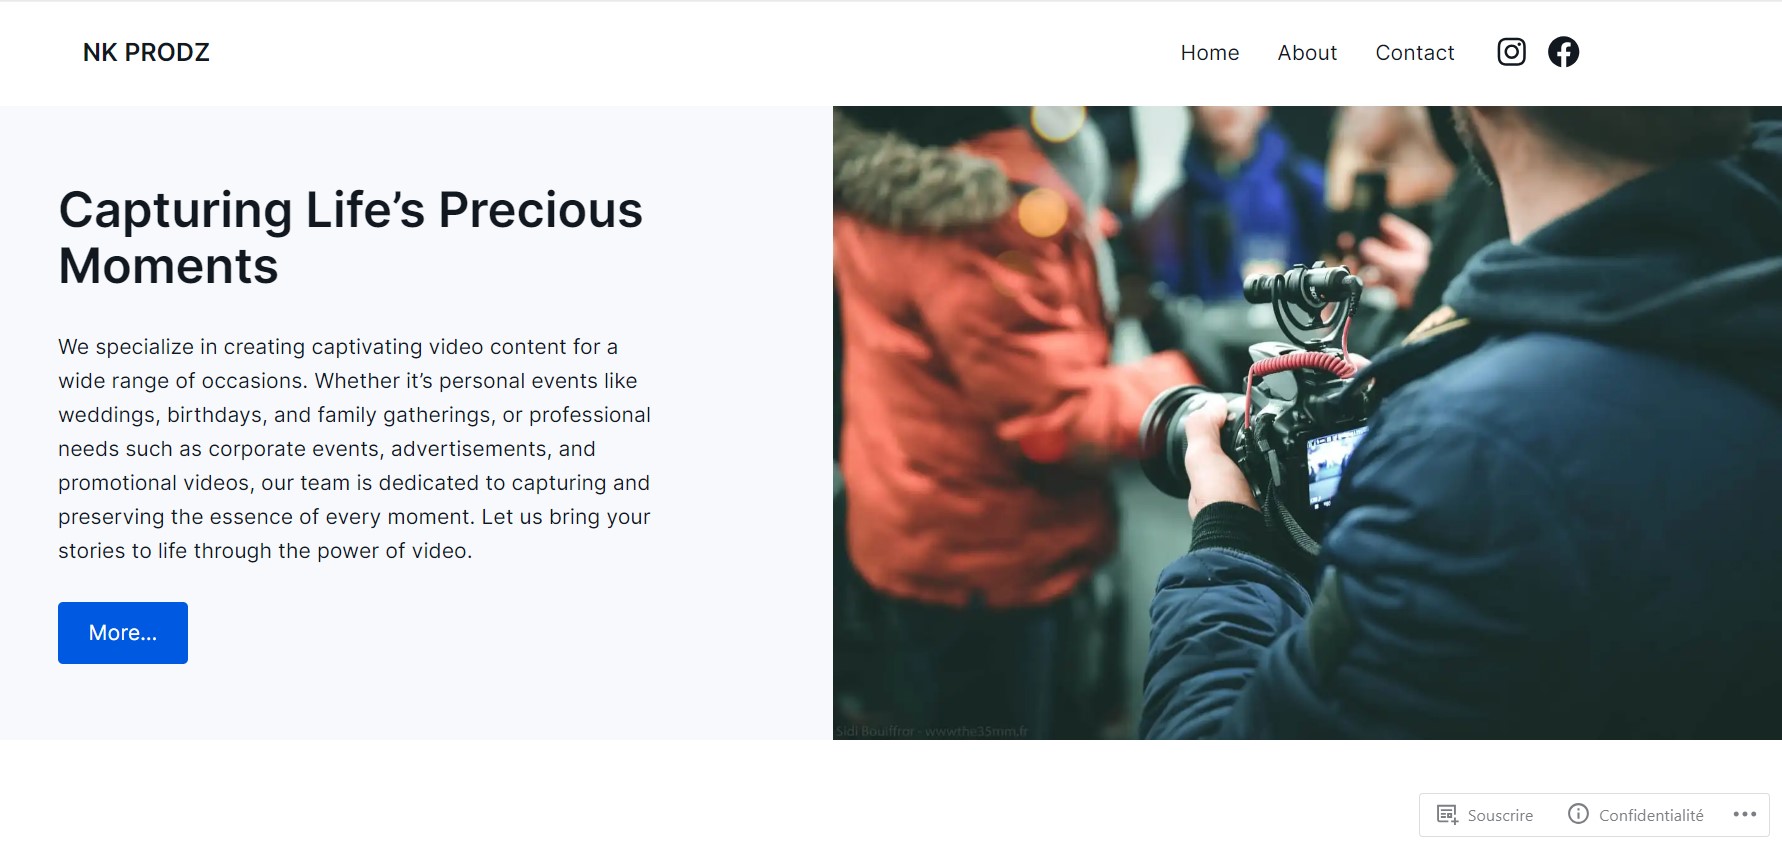 NK PRODZ
Home About Contact
Capturing Life’s Precious
Moments
We specialize in creating captivating video content for a
wide range of occasions. Whether it’s personal events like
weddings, birthdays, and family gatherings, or professional
needs such as corporate events, advertisements, and
promotional videos, our team is dedicated to capturing and
preserving the essence of every moment. Let us bring your
stories to life through the power of video.
More...
Sidi Bouiffror - wwwthe35mm.fr
Souscrire Confidentialité